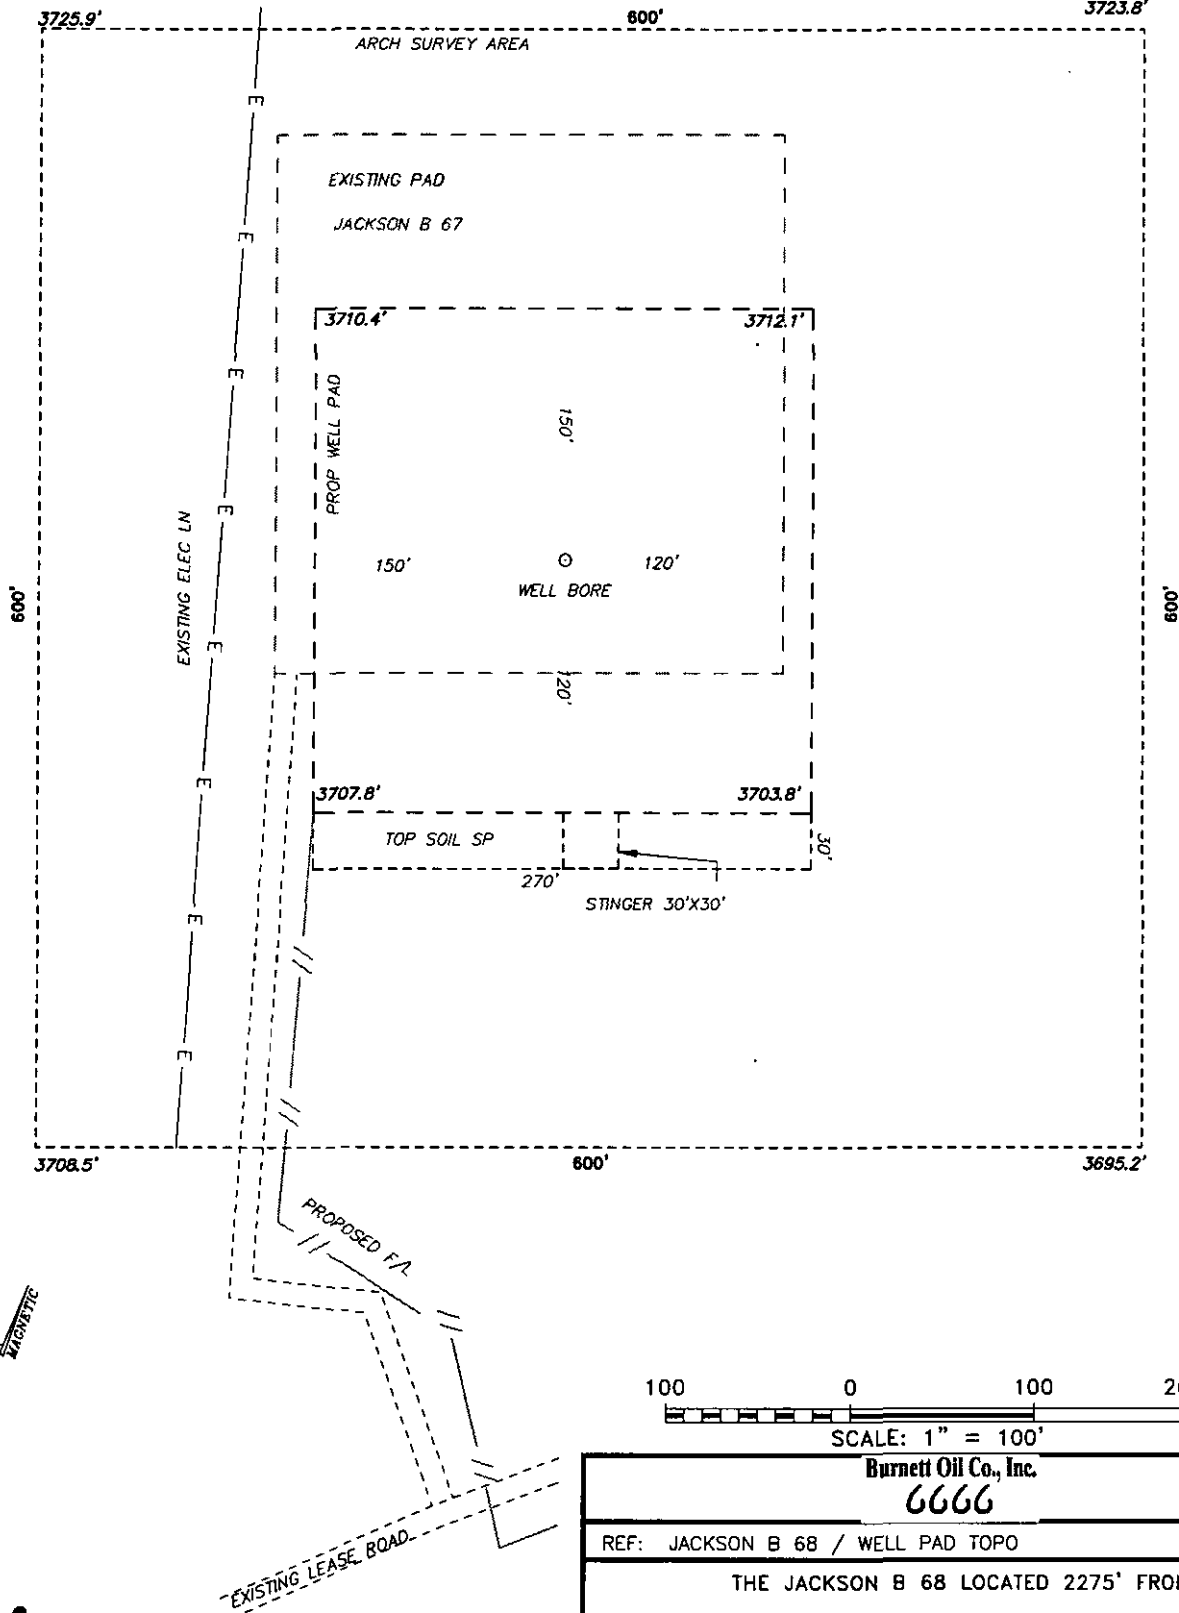 3725.9'
600'
3723.8'
ARCH SURVEY AREA
E
EXISTING PAD
E
JACKSON B 67
3710.4'
3712.1'
E
PROP WELL PAD
150'
E
EXISTING ELEC LN
150'
120'
WELL BORE
600'
600'
E
120'
E
3707.8'
3703.8'
TOP SOIL SP
30'
270'
STINGER 30'X30'
E
E
3708.5'
600'
3695.2'
PROPOSED F/L
MAGNETIC
100 0 100
SCALE: 1" = 100'
Burnett Oil Co., Inc.
6666
REF: JACKSON B 68 / WELL PAD TOPO
EXISTING LEASE ROAD
THE JACKSON B 68 LOCATED 2275'